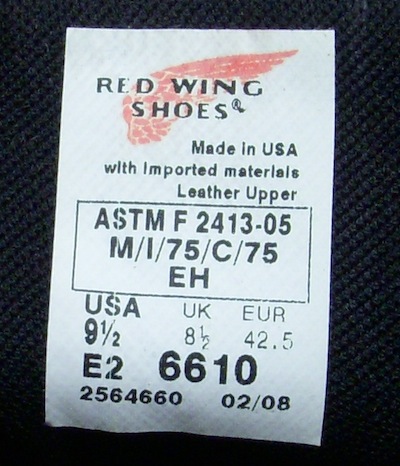 RED WING
SHOES®
Made in USA
with Imported materials
Leather Upper
ASTM F 2413-05
M/I/75/C/75
EH
USA UK EUR
9½ 8½ 42.5
E2 6610
2564660 02/08